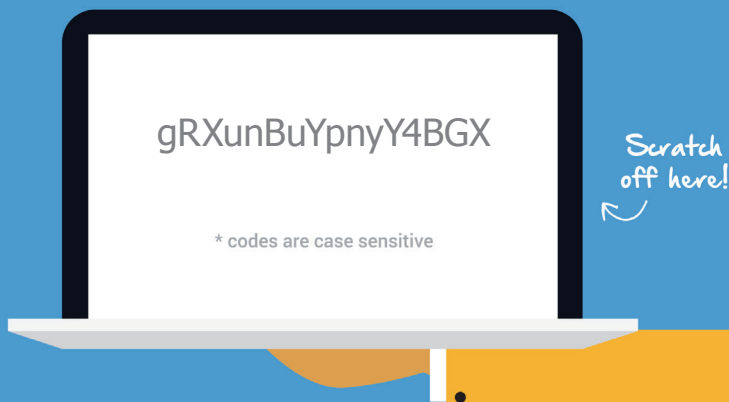 gRXunBuYpnyY4BGX
* codes are case sensitive
Scratch
off here!